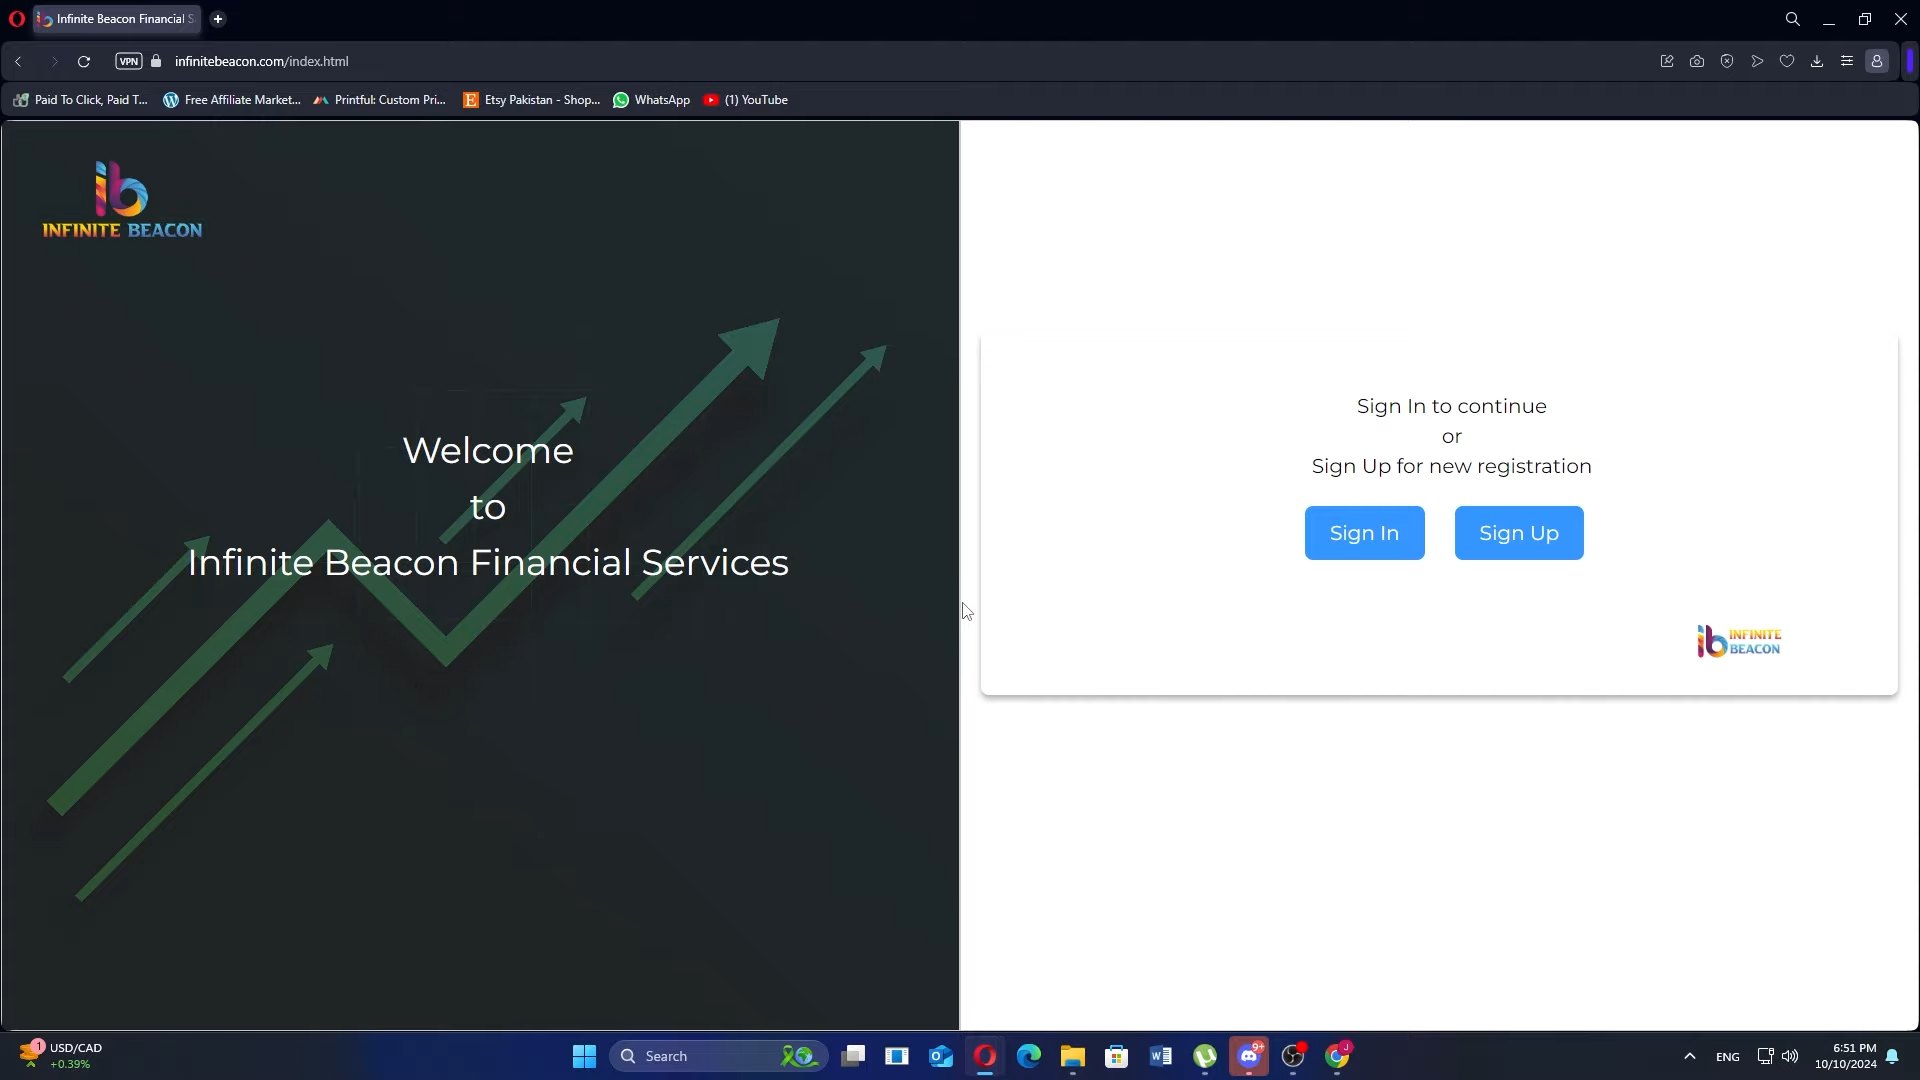 Infinite Beacon Financial S
VPN
infinitebeacon.com/index.html
Paid To Click, Paid T...
Free Affiliate Market...
Printful: Custom Pri...
Etsy Pakistan - Shop...
WhatsApp
(1) YouTube
INFINITE BEACON
Welcome
to
Infinite Beacon Financial Services
Sign In to continue
or
Sign Up for new registration
Sign In
Sign Up
INFINITE
BEACON
1
USD/CAD
+0.39%
Search
9+
J
ENG
6:51 PM
10/10/2024